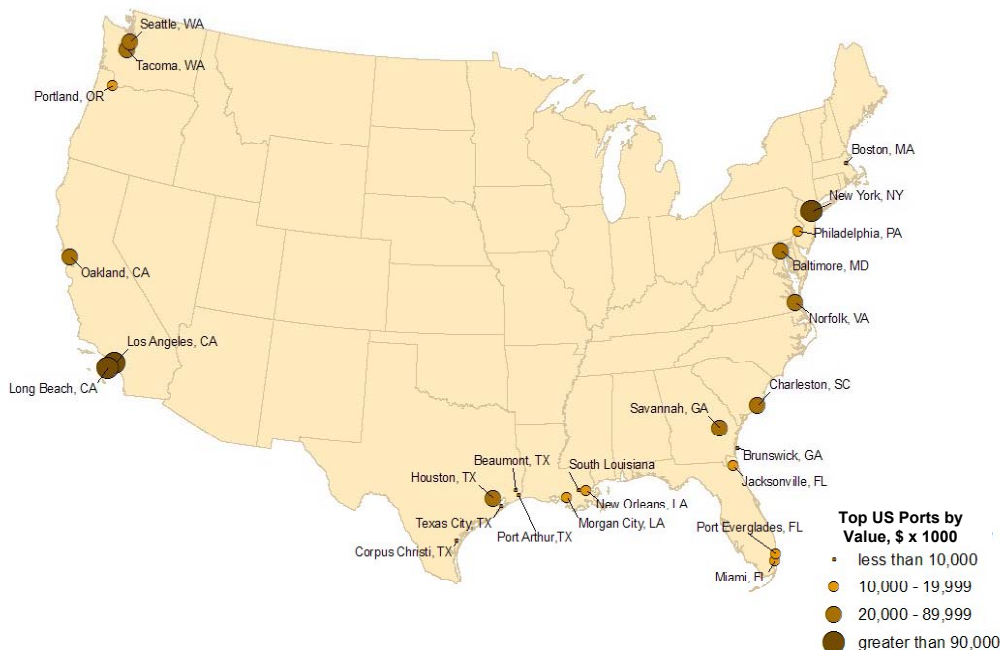 Seattle, WA
Tacoma, WA
Portland, OR
Boston, MA
New York, NY
Philadelphia, PA
Baltimore, MD
Oakland, CA
Norfolk, VA
Los Angeles, CA
Long Beach, CA
Charleston, SC
Savannah, GA
Brunswick, GA
Beaumont, TX
South Louisiana
Houston, TX
Jacksonville, FL
New Orleans, LA
Texas City, TX
Morgan City, LA
Port Arthur,TX
Port Everglades, FL
Corpus Christi, TX
Miami, FL
Top US Ports by
Value, $ x 1000
less than 10,000
10,000 - 19,999
20,000 - 89,999
greater than 90,000